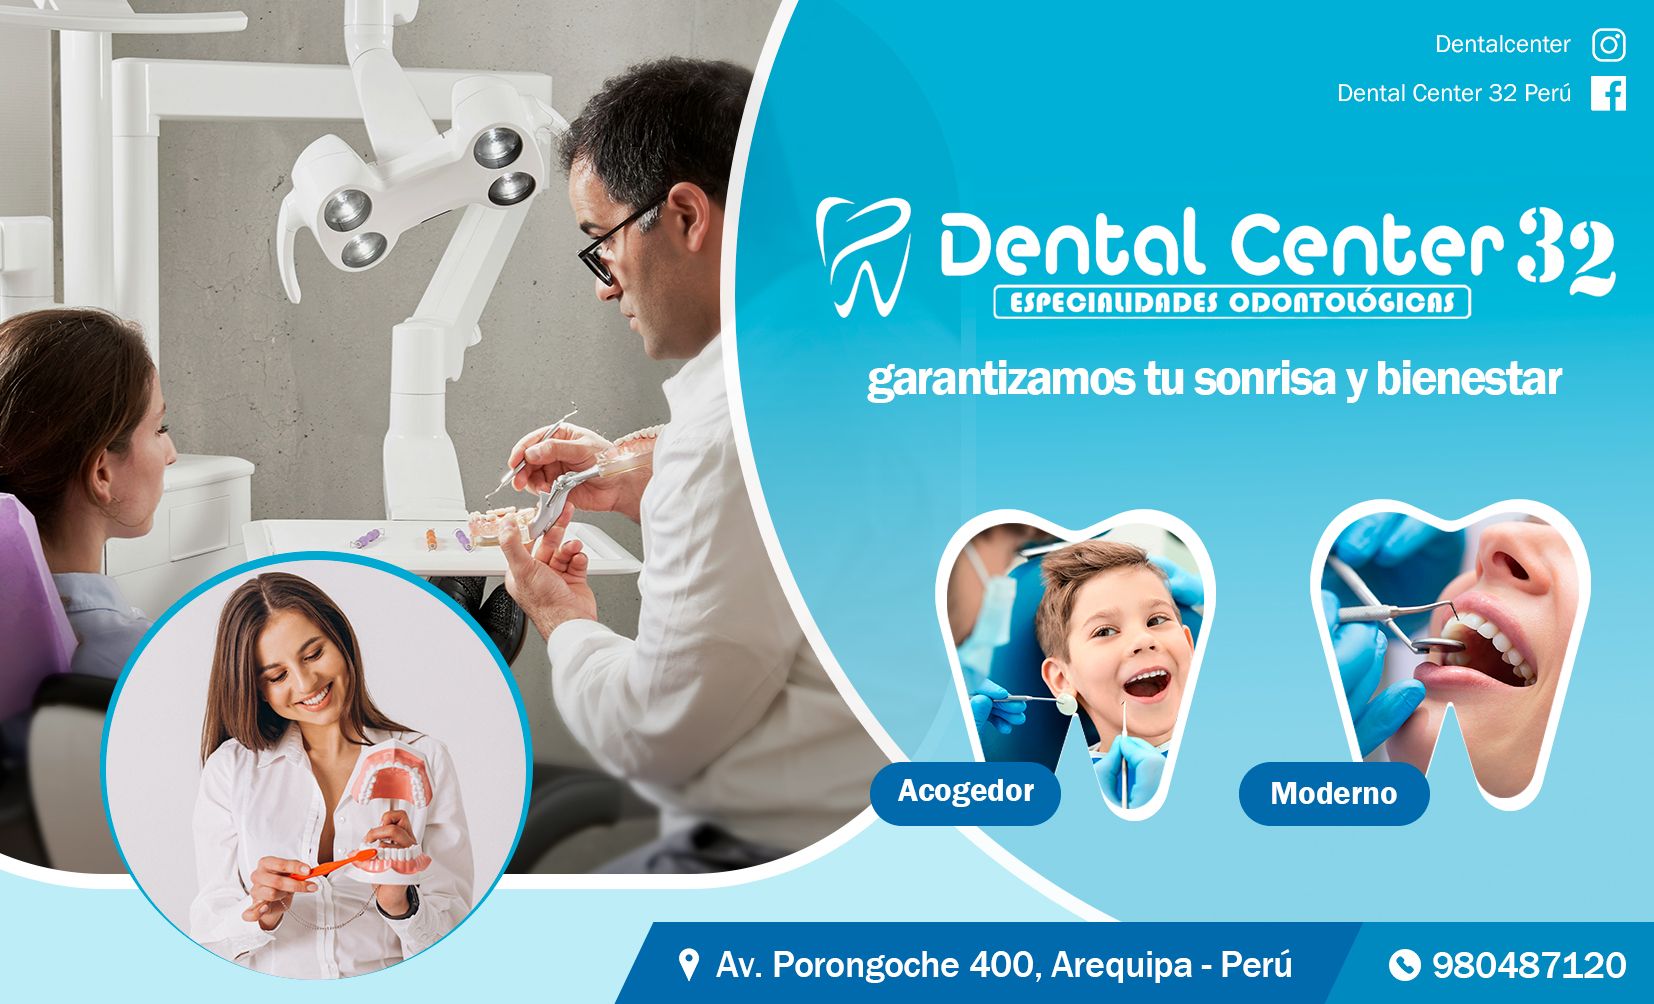 Dentalcenter
Dental Center 32 Perú
Dental Center 32
ESPECIALIDADES ODONTOLÓGICAS
garantizamos tu sonrisa y bienestar
Acogedor
Moderno
Av. Porongoche 400, Arequipa - Perú
980487120